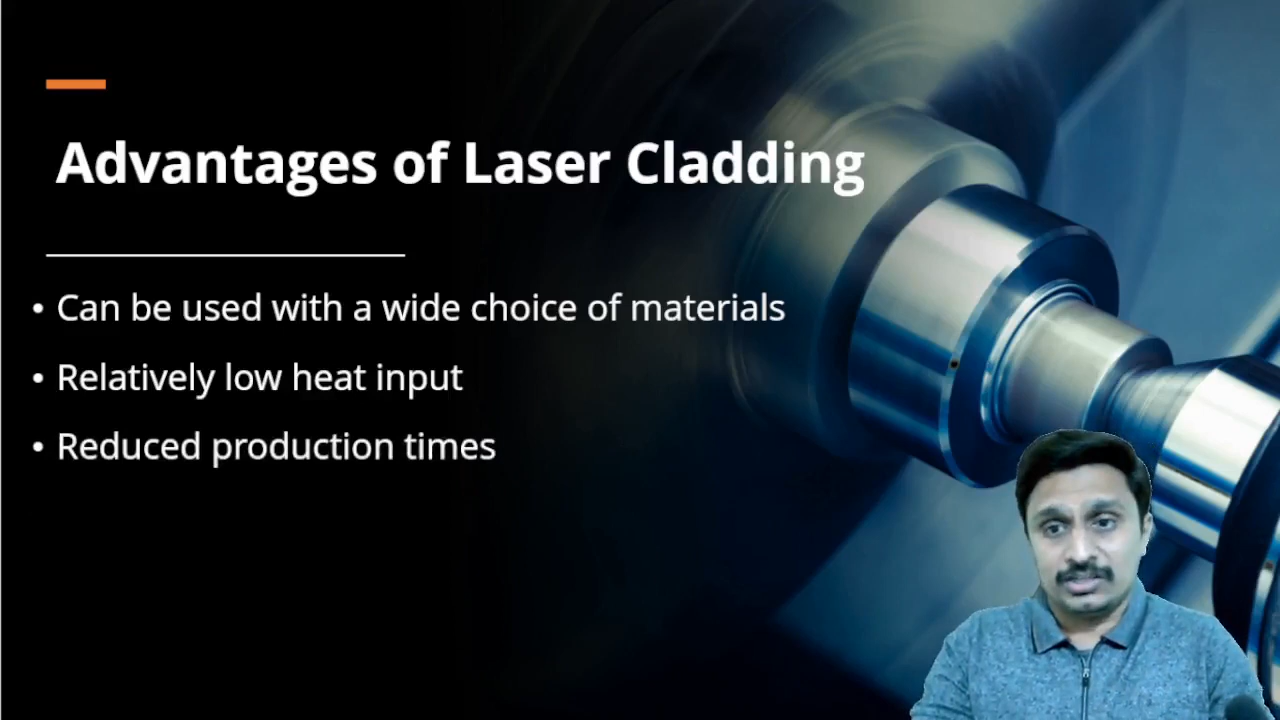 Advantages of Laser Cladding
• Can be used with a wide choice of materials
• Relatively low heat input
• Reduced production times